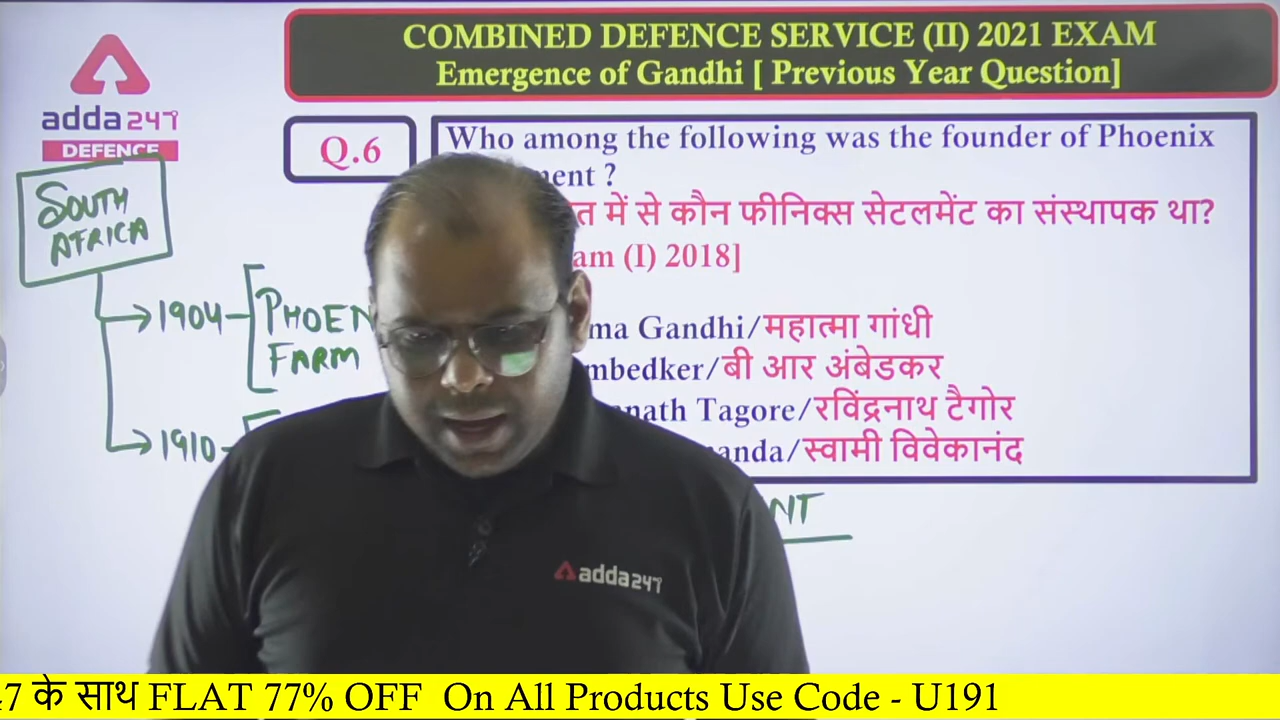 COMBINED DEFENCE SERVICE (II) 2021 EXAM
Emergence of Gandhi [ Previous Year Question]
adda247
DEFENCE
Q.6
Who among the following was the founder of Phoenix
ment ?
त में से कौन फीनिक्स सेटलमेंट का संस्थापक था?
am (I) 2018]
ma Gandhi/महात्मा गांधी
mbedker/बी आर अंबेडकर
nath Tagore/रविंद्रनाथ टैगोर
nanda/स्वामी विवेकानंद
SOUTH
AFRICA
→1904-[PHOEN
FARM
→1910-
NT
adda247
47 के साथ FLAT 77% OFF On All Products Use Code - U191